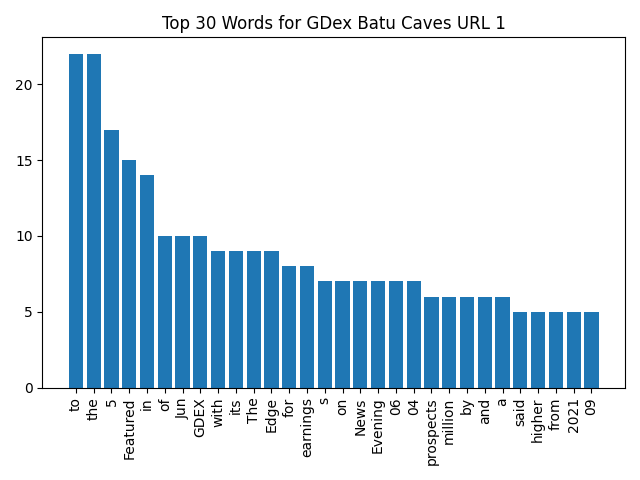 Top 30 Words for GDex Batu Caves URL 1
20
15
10
5
0
to
the
5
Featured
in
of
Jun
GDEX
with
its
The
Edge
for
earnings
s
on
News
Evening
06
04
prospects
million
by
and
a
said
higher
from
2021
09